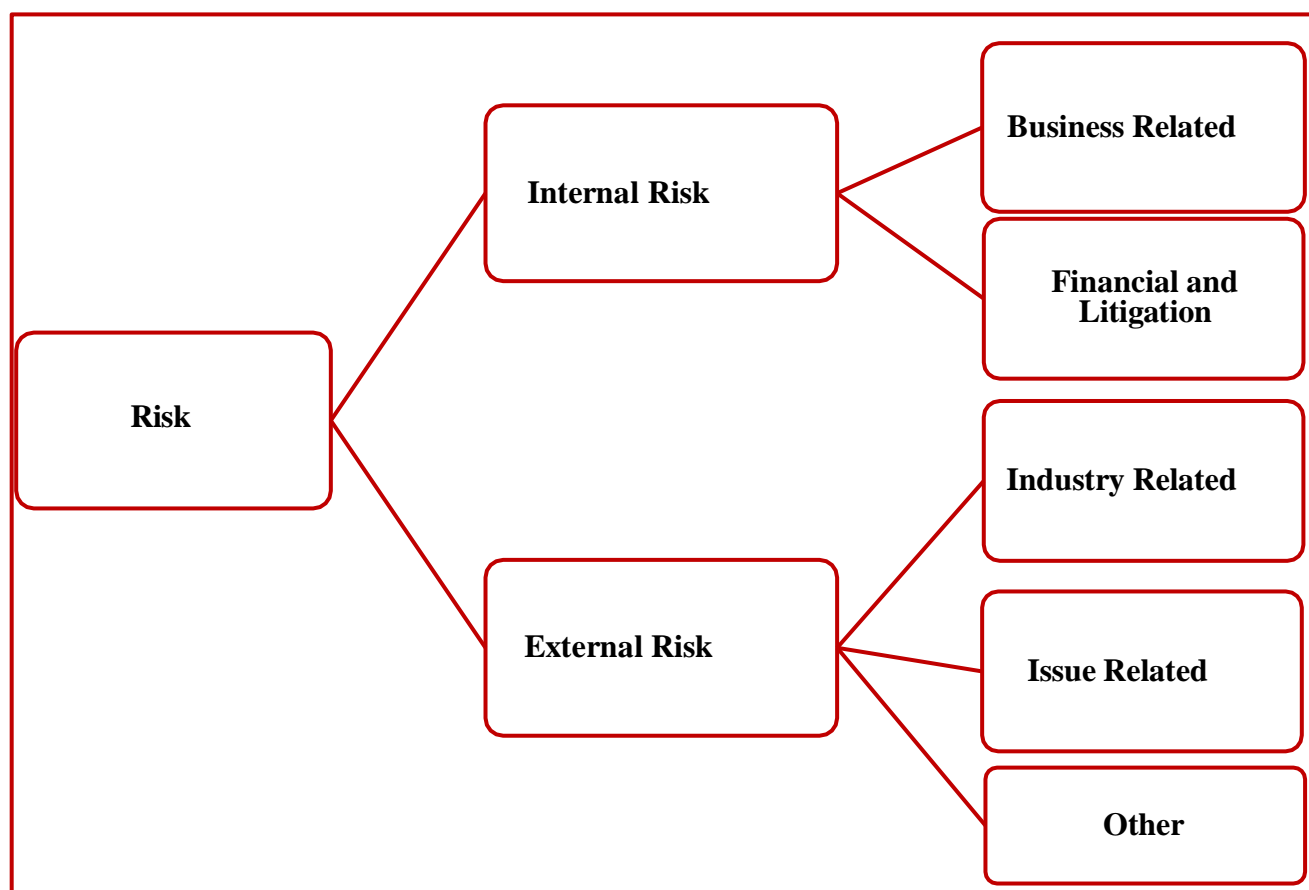 Risk
Internal Risk
Business Related
Financial and
Litigation
External Risk
Industry Related
Issue Related
Other